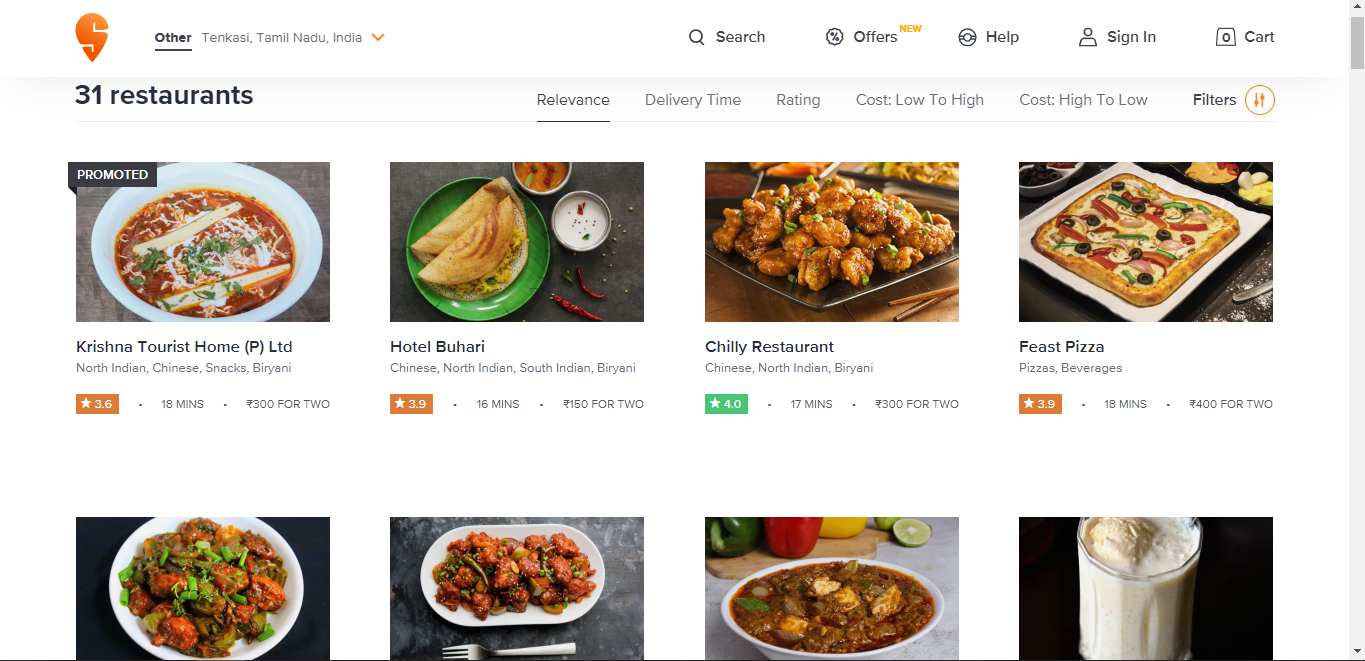 Other Tenkasi, Tamil Nadu, India
Search
Offers NEW
Help
Sign In
0 Cart
31 restaurants
Relevance
Delivery Time
Rating
Cost: Low To High
Cost: High To Low
Filters
PROMOTED
Krishna Tourist Home (P) Ltd
North Indian, Chinese, Snacks, Biryani
★ 3.6 • 18 MINS • ₹300 FOR TWO
Hotel Buhari
Chinese, North Indian, South Indian, Biryani
★ 3.9 • 16 MINS • ₹150 FOR TWO
Chilly Restaurant
Chinese, North Indian, Biryani
★ 4.0 • 17 MINS • ₹300 FOR TWO
Feast Pizza
Pizzas, Beverages
★ 3.9 • 18 MINS • ₹400 FOR TWO